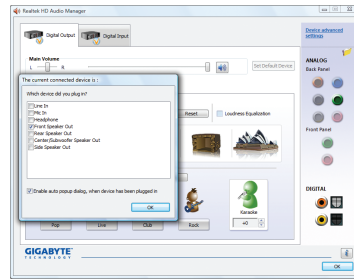 Realtek HD Audio Manager
Digital Output
Digital Input
Device advanced settings
Main Volume
L
R
Set Default Device
ANALOG
Back Panel
The current connected device is :
Which device did you plug in?
Line In
Mic In
Headphone
Front Speaker Out
Rear Speaker Out
Center/Subwoofer Speaker Out
Side Speaker Out
Reset
Loudness Equalization
Front Panel
Enable auto popup dialog, when device has been plugged in
OK
DIGITAL
Karaoke
Pop
Live
Club
Rock
+0
GIGABYTE
TECHNOLOGY
i
OK